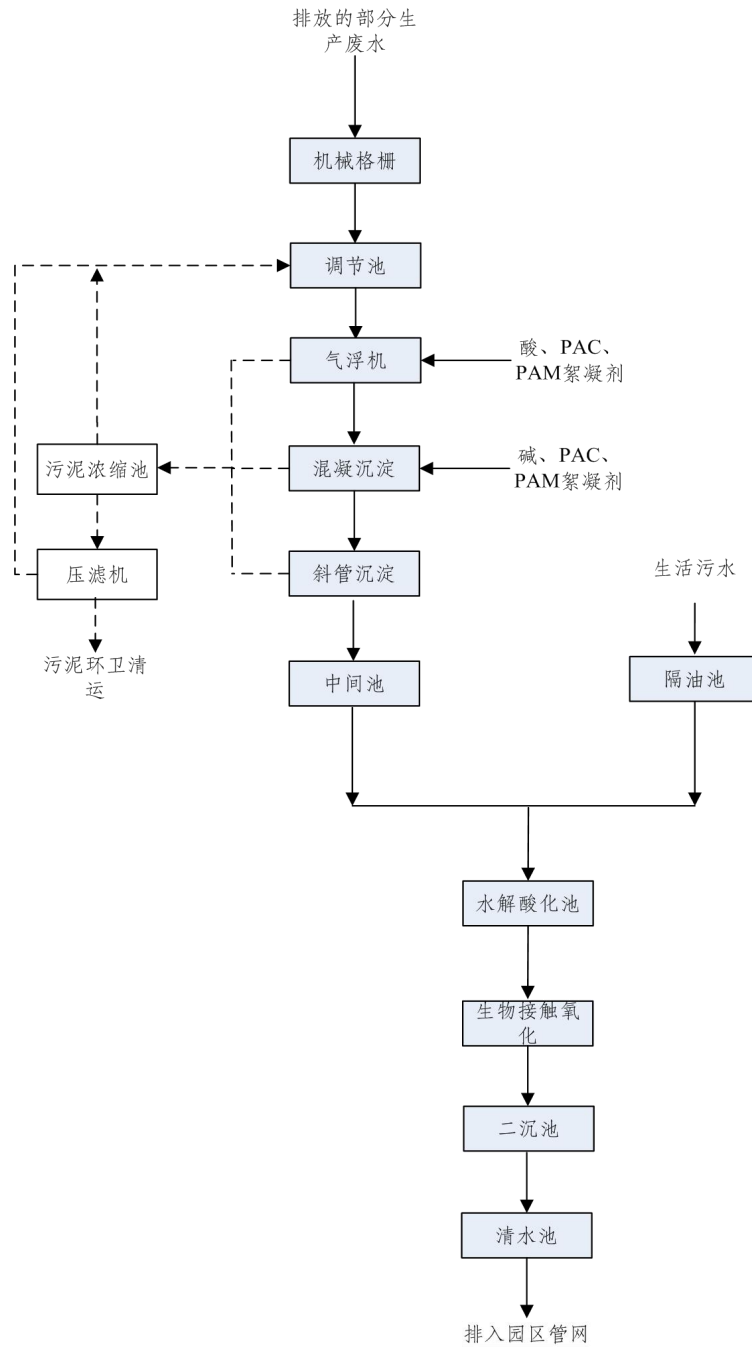 排放的部分生
产废水
机械格栅
调节池
气浮机
酸、PAC、
PAM絮凝剂
污泥浓缩池
混凝沉淀
碱、PAC、
PAM絮凝剂
压滤机
斜管沉淀
生活污水
污泥环卫清
运
中间池
隔油池
水解酸化池
生物接触氧
化
二沉池
清水池
排入园区管网